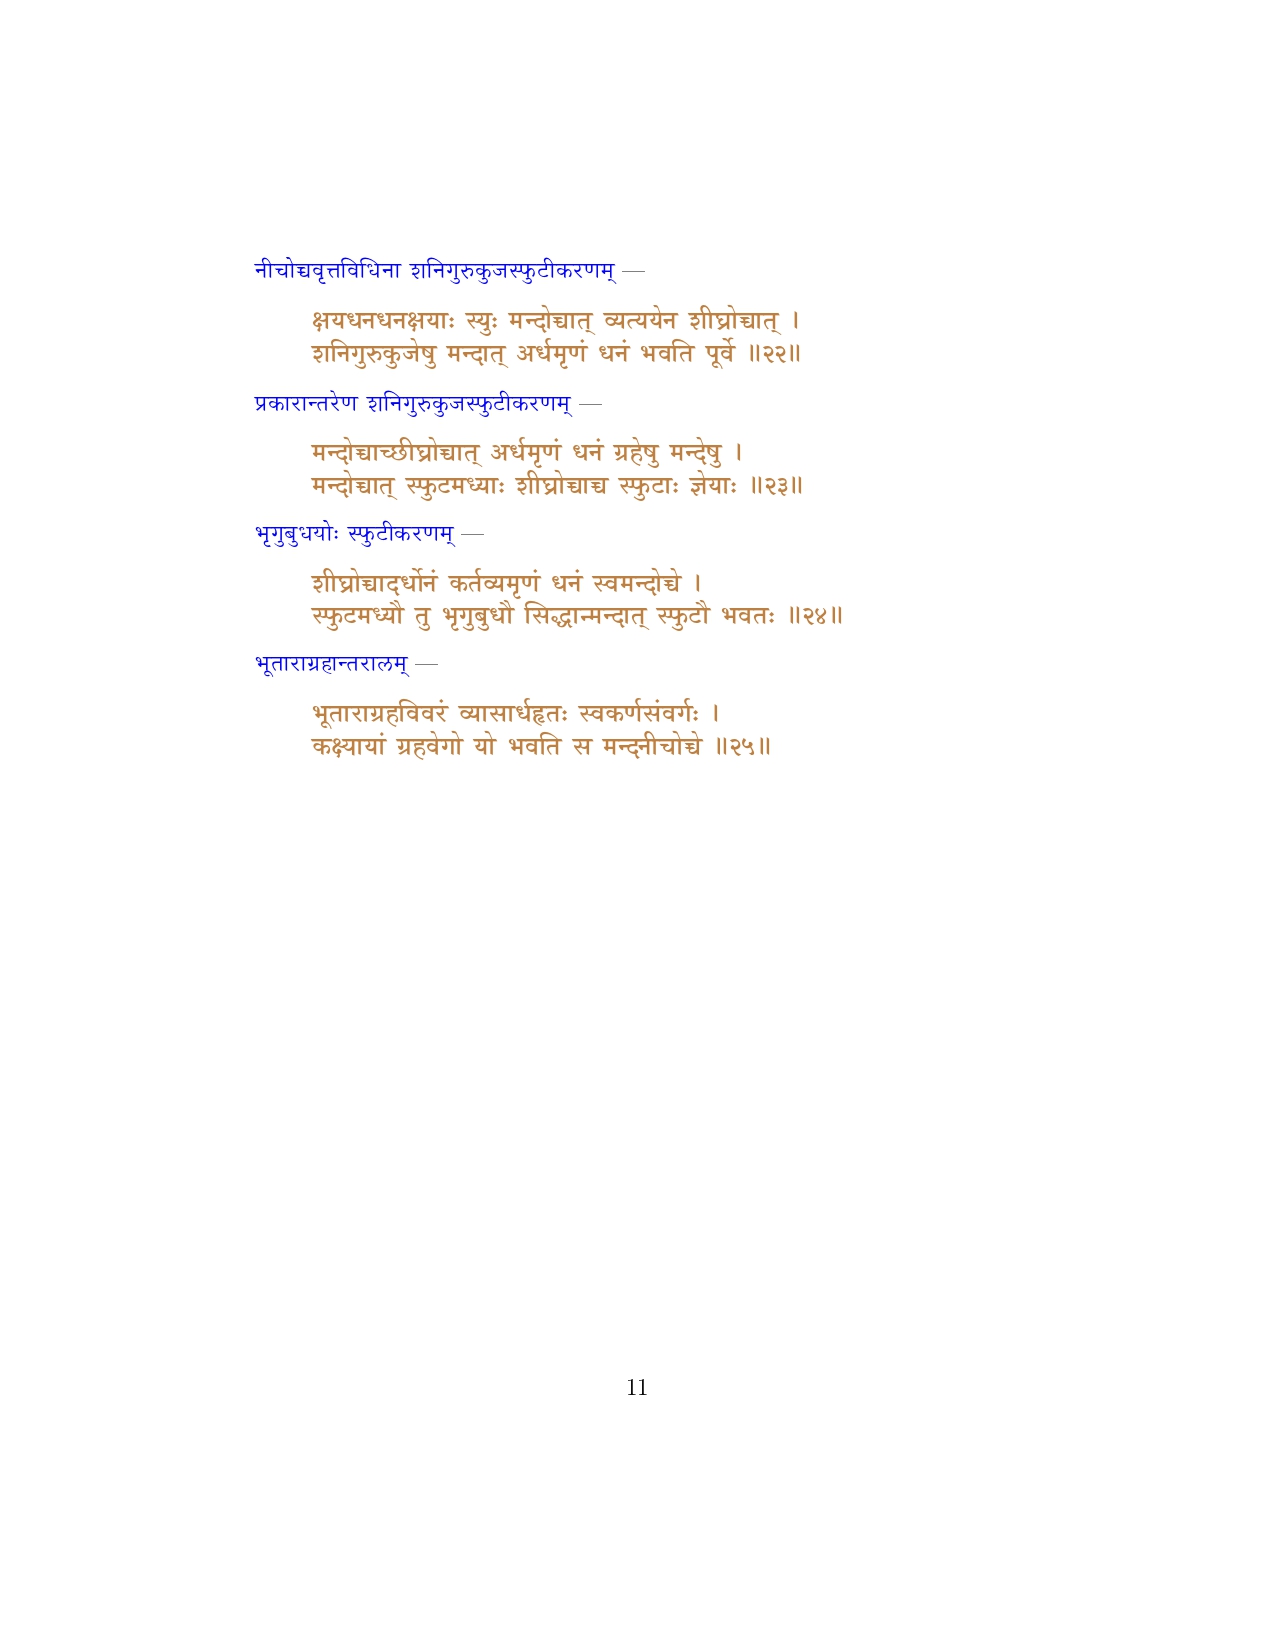 नीचोच्चवृत्तविधिना शनिगुरुकुजस्फुटीकरणम् —
क्षयधनधनक्षयाः स्युः मन्दोच्चात् व्यत्ययेन शीघ्रोच्चात् ।
शनिगुरुकुजेषु मन्दात् अर्धमृणं धनं भवति पूर्वे ॥२२॥
प्रकारान्तरेण शनिगुरुकुजस्फुटीकरणम् —
मन्दोच्चाच्छीघ्रोच्चात् अर्धमृणं धनं ग्रहेषु मन्देषु ।
मन्दोच्चात् स्फुटमध्याः शीघ्रोच्चाच्च स्फुटाः ज्ञेयाः ॥२३॥
भृगुबुधयोः स्फुटीकरणम् —
शीघ्रोच्चादर्धोनं कर्तव्यमृणं धनं स्वमन्दोच्चे ।
स्फुटमध्यौ तु भृगुबुधौ सिद्धान्मन्दात् स्फुटौ भवतः ॥२४॥
भूताराग्रहान्तरालम् —
भूताराग्रहविवरं व्यासार्धहृतः स्वकर्णसंवर्गः ।
कक्ष्यायां ग्रहवेगो यो भवति स मन्दनीचोच्चे ॥२५॥
11